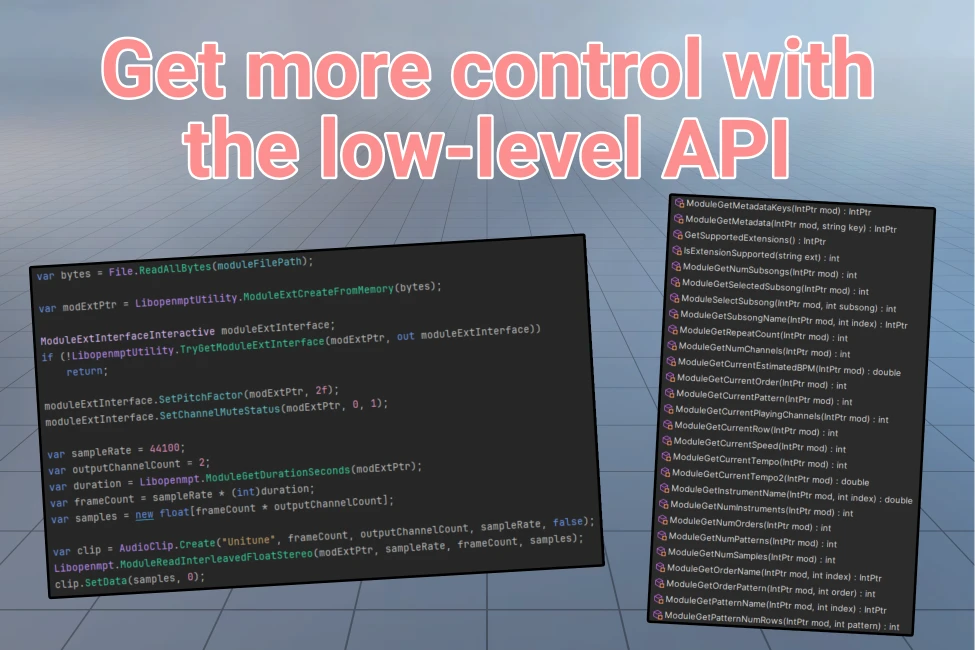 Get more control with
the low-level API
var bytes = File.ReadAllBytes(moduleFilePath);
var modExtPtr = LibopenmptUtility.ModuleExtCreateFromMemory(bytes);
ModuleExtInterfaceInteractive moduleExtInterface;
if (!LibopenmptUtility.TryGetModuleExtInterface(modExtPtr, out moduleExtInterface))
return;
moduleExtInterface.SetPitchFactor(modExtPtr, 2f);
moduleExtInterface.SetChannelMuteStatus(modExtPtr, 0, 1);
var sampleRate = 44100;
var outputChannelCount = 2;
var duration = Libopenmpt.ModuleGetDurationSeconds(modExtPtr);
var frameCount = sampleRate * (int)duration;
var samples = new float[frameCount * outputChannelCount];
var clip = AudioClip.Create("Unitune", frameCount, outputChannelCount, sampleRate, false);
Libopenmpt.ModuleReadInterleavedFloatStereo(modExtPtr, sampleRate, frameCount, samples);
clip.SetData(samples, 0);
ModuleGetMetadataKeys(IntPtr mod) : IntPtr
ModuleGetMetadata(IntPtr mod, string key) : IntPtr
GetSupportedExtensions() : IntPtr
IsExtensionSupported(string ext) : int
ModuleGetNumSubsongs(IntPtr mod) : int
ModuleGetSelectedSubsong(IntPtr mod) : int
ModuleSelectSubsong(IntPtr mod, int subsong) : int
ModuleGetSubsongName(IntPtr mod, int index) : IntPtr
ModuleGetRepeatCount(IntPtr mod) : int
ModuleGetNumChannels(IntPtr mod) : int
ModuleGetCurrentEstimatedBPM(IntPtr mod) : double
ModuleGetCurrentOrder(IntPtr mod) : int
ModuleGetCurrentPattern(IntPtr mod) : int
ModuleGetCurrentPlayingChannels(IntPtr mod) : int
ModuleGetCurrentRow(IntPtr mod) : int
ModuleGetCurrentSpeed(IntPtr mod) : int
ModuleGetCurrentTempo(IntPtr mod) : int
ModuleGetCurrentTempo2(IntPtr mod) : double
ModuleGetInstrumentName(IntPtr mod, int index) : double
ModuleGetNumInstruments(IntPtr mod) : int
ModuleGetNumOrders(IntPtr mod) : int
ModuleGetNumPatterns(IntPtr mod) : int
ModuleGetNumSamples(IntPtr mod) : int
ModuleGetOrderName(IntPtr mod, int index) : IntPtr
ModuleGetOrderPattern(IntPtr mod, int order) : int
ModuleGetPatternName(IntPtr mod, int index) : IntPtr
ModuleGetPatternNumRows(IntPtr mod, int pattern) : int